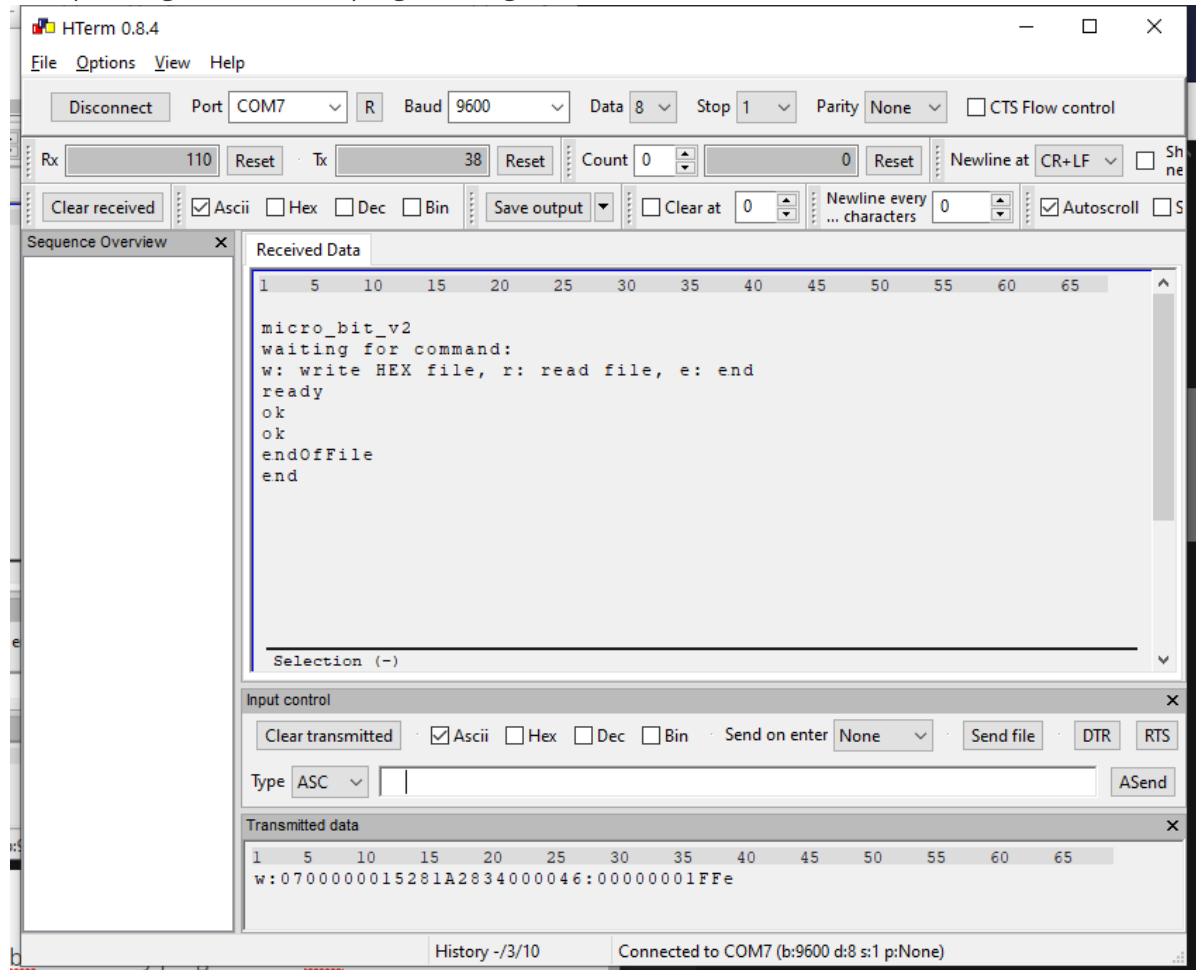 HTerm 0.8.4
File Options View Help
Disconnect Port COM7 R Baud 9600 Data 8 Stop 1 Parity None CTS Flow control
Rx 110 Reset Tx 38 Reset Count 0 0 Reset Newline at CR+LF Sh
ne
Clear received Ascii Hex Dec Bin Save output Clear at 0 Newline every
... characters 0 Autoscroll S
Sequence Overview X
Received Data
1 5 10 15 20 25 30 35 40 45 50 55 60 65
micro_bit_v2
waiting for command:
w: write HEX file, r: read file, e: end
ready
ok
ok
endOfFile
end
Selection (-)
Input control x
Clear transmitted Ascii Hex Dec Bin Send on enter None Send file DTR RTS
Type ASC ASend
Transmitted data x
1 5 10 15 20 25 30 35 40 45 50 55 60 65
w:0700000015281A2834000046:00000001FFe
History -/3/10 Connected to COM7 (b:9600 d:8 s:1 p:None)